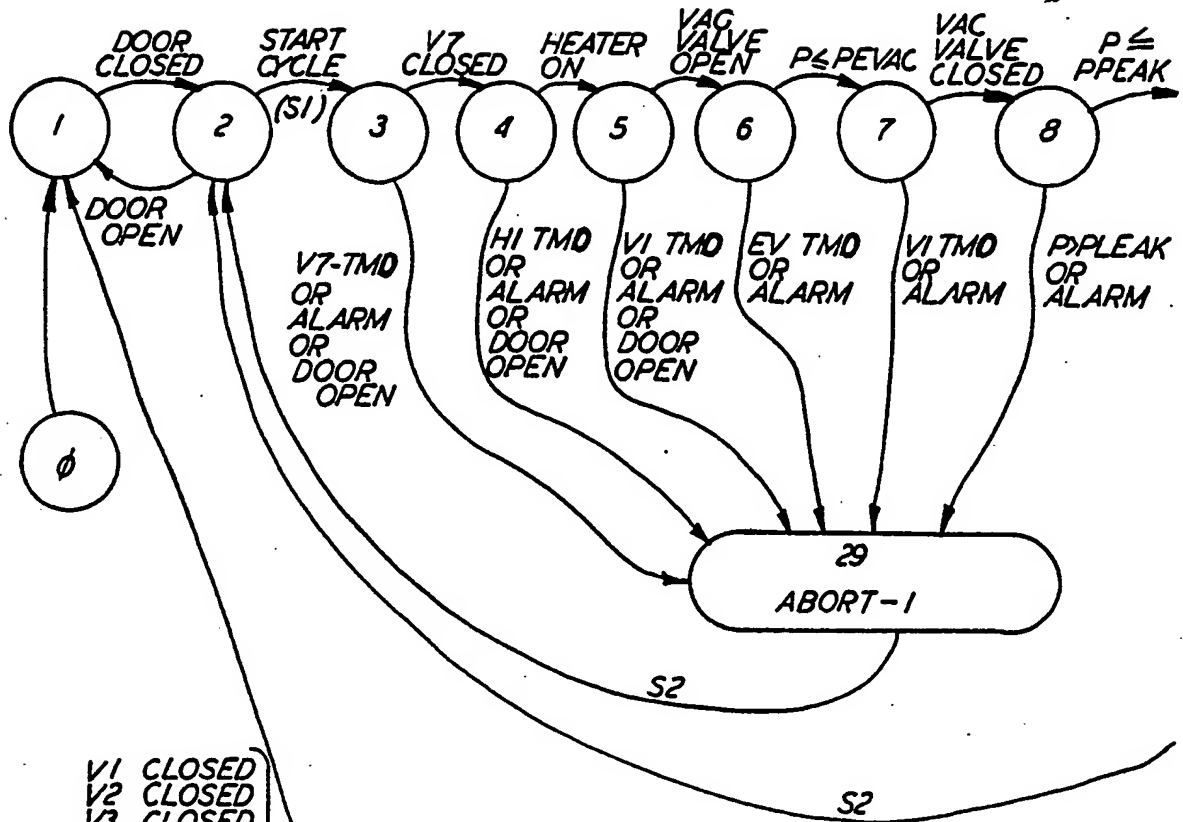 DOOR
CLOSED
START
CYCLE
(S1)
V7
CLOSED
HEATER
ON
VAC
VALVE
OPEN
P≤PEVAC
VAC
VALVE
CLOSED
P≤
PPEAK
1
2
3
4
5
6
7
8
DOOR
OPEN
V7-TMO
OR
ALARM
OR
DOOR
OPEN
H1 TMO
OR
ALARM
OR
DOOR
OPEN
V1 TMO
OR
ALARM
OR
DOOR
OPEN
EV TMO
OR
ALARM
V1 TMO
OR
ALARM
P>PLEAK
OR
ALARM
φ
29
ABORT-1
S2
S2
V1 CLOSED
V2 CLOSED
V3 CLOSED